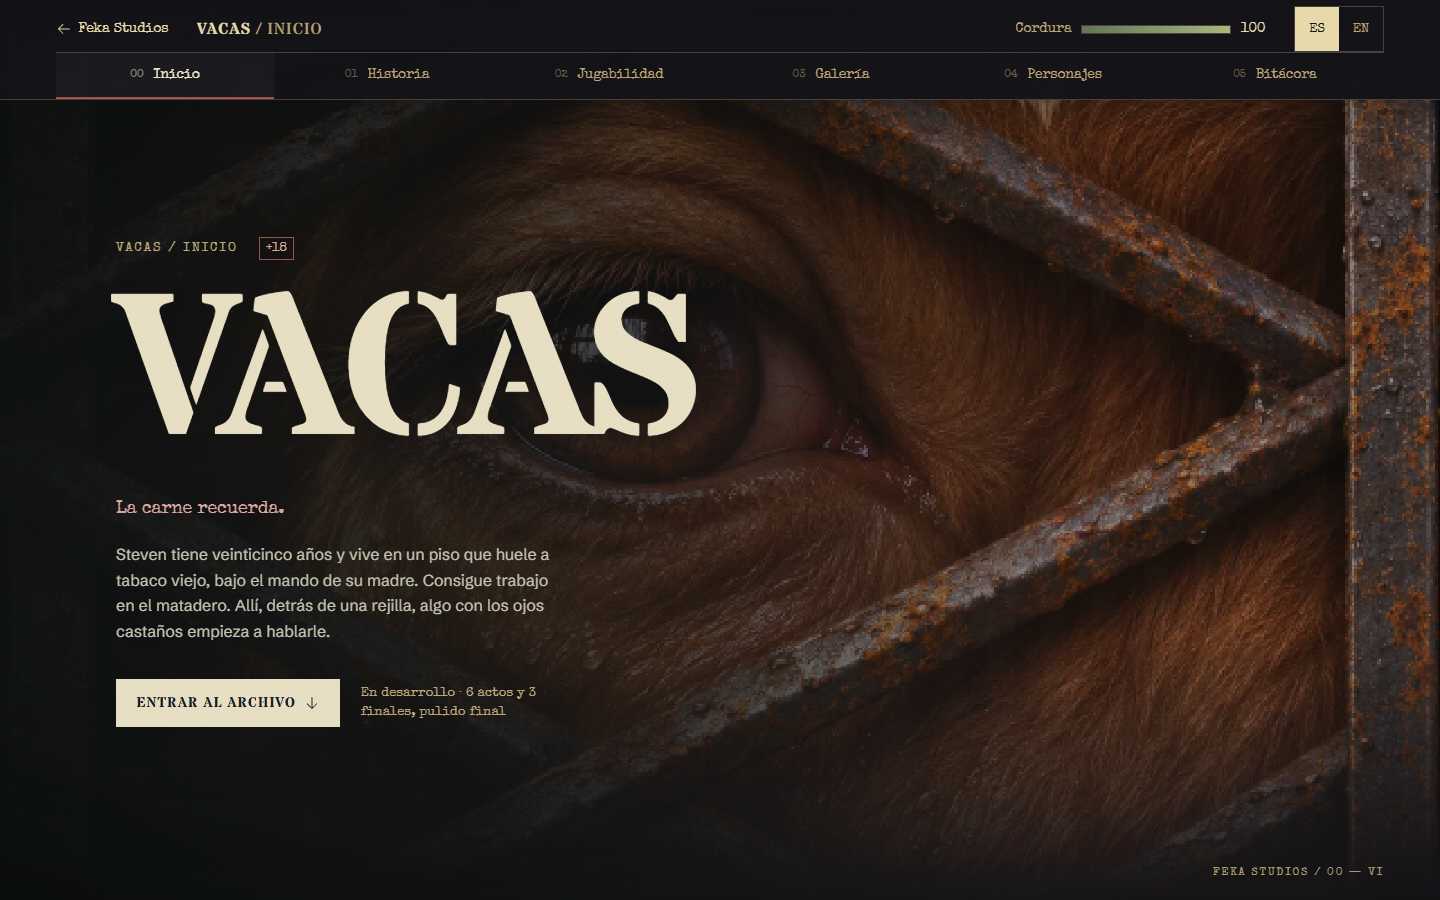 ← Feka Studios
VACAS / INICIO
Cordura 100
ES EN
00 Inicio
01 Historia
02 Jugabilidad
03 Galería
04 Personajes
05 Bitácora
VACAS / INICIO +18
VACAS
La carne recuerda.
Steven tiene veinticinco años y vive en un piso que huele a
tabaco viejo, bajo el mando de su madre. Consigue trabajo
en el matadero. Allí, detrás de una rejilla, algo con los ojos
castaños empieza a hablarle.
ENTRAR AL ARCHIVO ↓
En desarrollo · 6 actos y 3
finales, pulido final
FEKA STUDIOS / 00 — VI